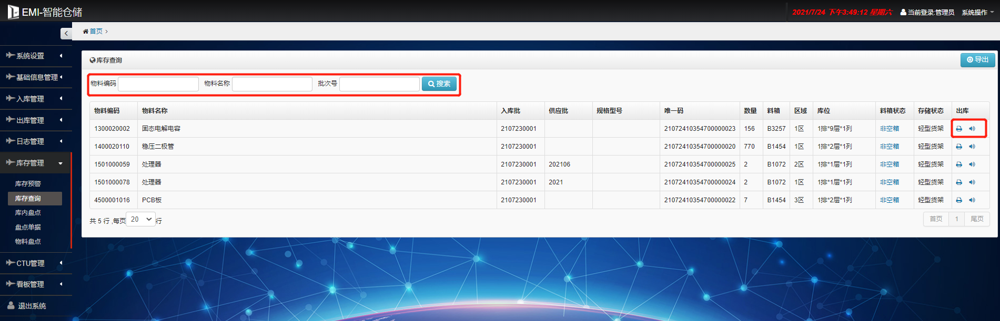 EMI-智能仓储
2021/7/24 下午3:49:12 星期六 当前登录:管理员 系统操作
首页
系统设置
基础信息管理
入库管理
出库管理
日志管理
库存管理
库存预警
库存查询
库内盘点
盘点单据
物料盘点
CTU管理
看板管理
退出系统
库存查询 导出
物料编码 物料名称 批次号 搜索
物料编码 物料名称 入库批 供应批 规格型号 唯一码 数量 料箱 区域 库位 料箱状态 存储状态 出库
1300020002 固态电解电容 2107230001 21072410354700000023 156 B3257 1区 1排*9层*1列 非空箱 轻型货架
1400020110 稳压二极管 2107230001 21072410354700000020 770 B1454 1区 1排*2层*1列 非空箱 轻型货架
1501000059 处理器 2107230001 202106 21072410354700000025 2 B1072 2区 1排*1层*1列 非空箱 轻型货架
1501000078 处理器 2107230001 2021 21072410354700000024 2 B1072 1区 1排*1层*1列 非空箱 轻型货架
4500001016 PCB板 2107230001 21072410354700000022 7 B1454 3区 1排*2层*1列 非空箱 轻型货架
共 5 行 ,每页 20 行 首页 1 尾页